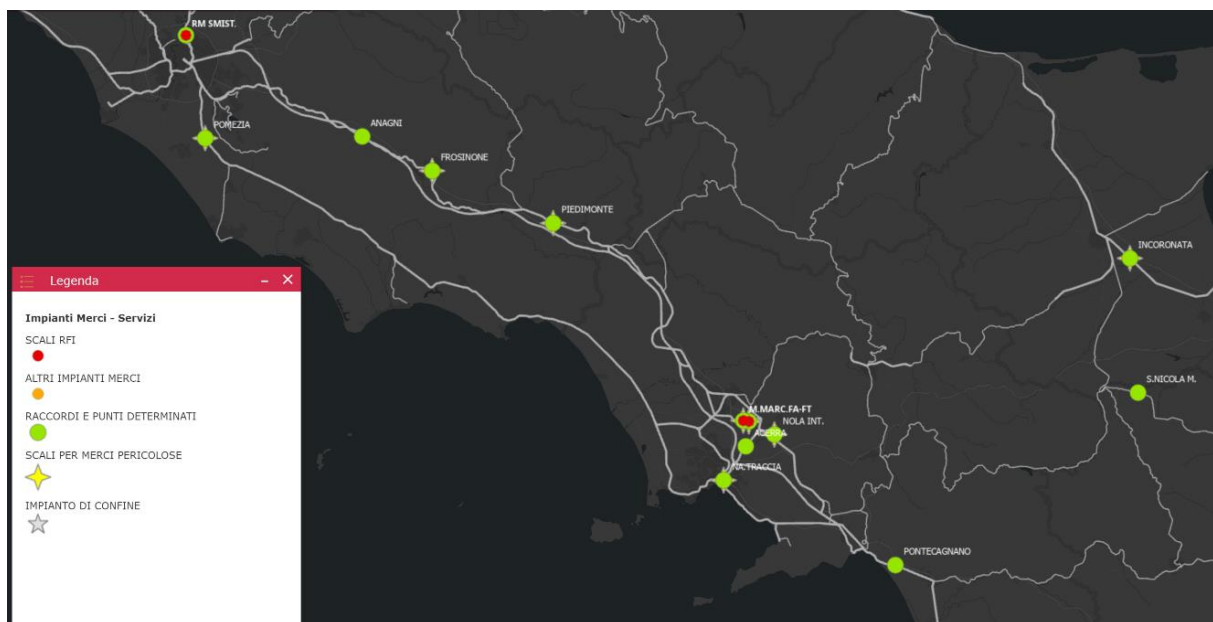 RM SMIST.
POMEZIA
ANAGNI
FROSINONE
PIEDIMONTE
INCORONATA
S.NICOLA M.
M.MARC.FA-FT
NOLA INT.
ACERRA
NA.TRACCIA
PONTECAGNANO
Legenda
Impianti Merci - Servizi
SCALI RFI
ALTRI IMPIANTI MERCI
RACCORDI E PUNTI DETERMINATI
SCALI PER MERCI PERICOLOSE
IMPIANTO DI CONFINE